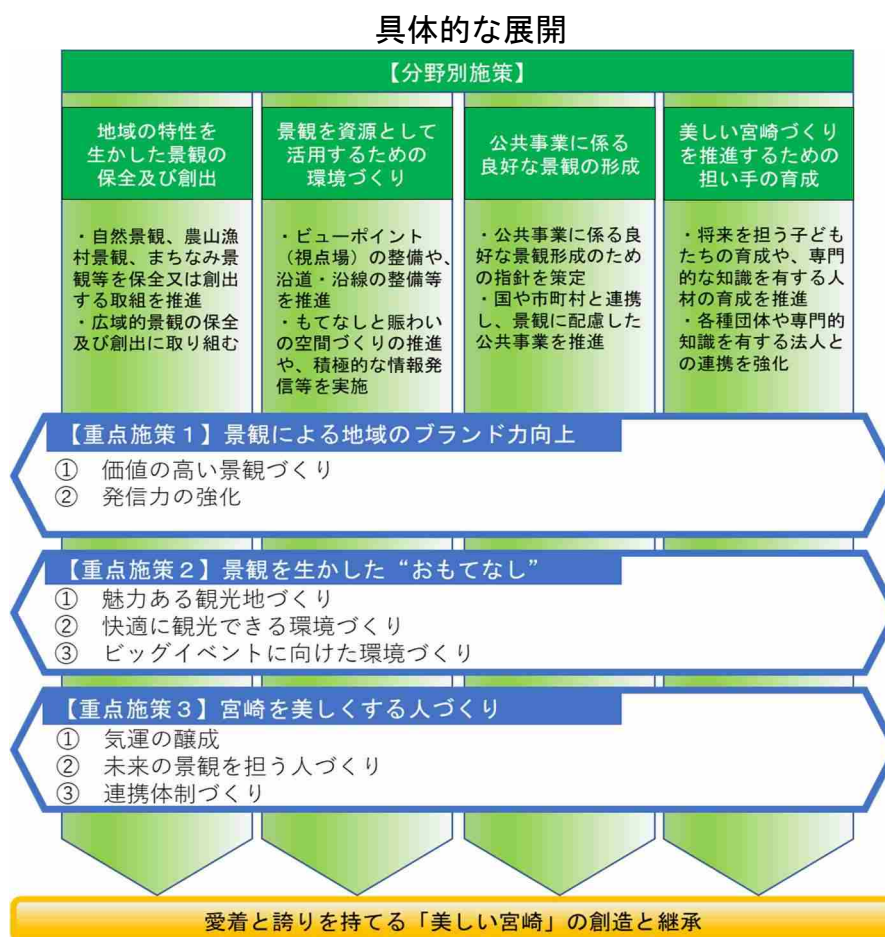 具体的な展開
【分野別施策】
地域の特性を
生かした景観の
保全及び創出
・自然景観、農山漁
村景観、まちなみ景
観等を保全又は創出
する取組を推進
・広域的景観の保全
及び創出に取り組む
景観を資源として
活用するための
環境づくり
・ビューポイント
（視点場）の整備や、
沿道・沿線の整備等
を推進
・もてなしと賑わい
の空間づくりの推進
や、積極的な情報発
信等を実施
公共事業に係る
良好な景観の形成
・公共事業に係る良
好な景観形成のため
の指針を策定
・国や市町村と連携
し、景観に配慮した
公共事業を推進
美しい宮崎づくり
を推進するための
担い手の育成
・将来を担う子ども
たちの育成や、専門
的な知識を有する人
材の育成を推進
・各種団体や専門的
知識を有する法人と
の連携を強化
【重点施策１】景観による地域のブランド力向上
① 価値の高い景観づくり
② 発信力の強化
【重点施策２】景観を生かした“おもてなし”
① 魅力ある観光地づくり
② 快適に観光できる環境づくり
③ ビッグイベントに向けた環境づくり
【重点施策３】宮崎を美しくする人づくり
① 気運の醸成
② 未来の景観を担う人づくり
③ 連携体制づくり
愛着と誇りを持てる「美しい宮崎」の創造と継承